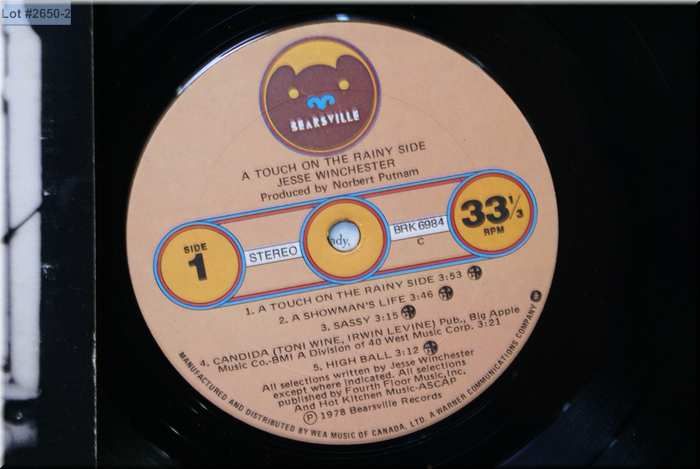 Lot #2650-2
BEARSVILLE
A TOUCH ON THE RAINY SIDE
JESSE WINCHESTER
Produced by Norbert Putnam
SIDE
1
STEREO
ady,
BRK 6984
C
33 1/3
RPM
1. A TOUCH ON THE RAINY SIDE 3:53
2. A SHOWMAN'S LIFE 3:46
3. SASSY 3:15
4. CANDIDA (TONI WINE, IRWIN LEVINE) Pub., Big Apple
Music Co.-BMI A Division of 40 West Music Corp. 3:21
5. HIGH BALL 3:12
All selections written by Jesse Winchester
except where indicated. All selections
published by Fourth Floor Music, Inc.
And Hot Kitchen Music-ASCAP
Ⓟ 1978 Bearsville Records
MANUFACTURED AND DISTRIBUTED BY WEA MUSIC OF CANADA, LTD. A WARNER COMMUNICATIONS COMPANY